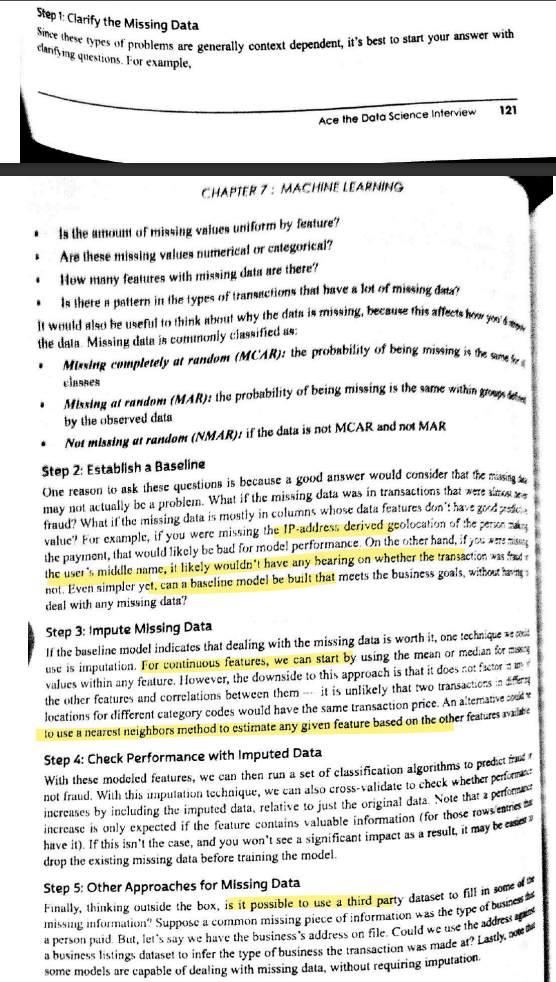 Step 1: Clarify the Missing Data
Since these types of problems are generally context dependent, it's best to start your answer with
clarifying questions. For example,
Ace the Data Science Interview 121
CHAPTER 7 : MACHINE LEARNING
• Is the amount of missing values uniform by feature?
• Are these missing values numerical or categorical?
• How many features with missing data are there?
• Is there a pattern in the types of transactions that have a lot of missing data?
It would also be useful to think about why the data is missing, because this affects how you'd
the data. Missing data is commonly classified as:
• Missing completely at random (MCAR): the probability of being missing is the same for
classes
• Missing at random (MAR): the probability of being missing is the same within groups defined
by the observed data
• Not missing at random (NMAR): if the data is not MCAR and not MAR
Step 2: Establish a Baseline
One reason to ask these questions is because a good answer would consider that the missing
may not actually be a problem. What if the missing data was in transactions that were almost never
fraud? What if the missing data is mostly in columns whose data features don't have good
value? For example, if you were missing the IP-address derived geolocation of the person making
the payment, that would likely be bad for model performance. On the other hand, if you were missing
the user's middle name, it likely wouldn't have any bearing on whether the transaction was fraud
not. Even simpler yet, can a baseline model be built that meets the business goals, without having
deal with any missing data?
Step 3: Impute Missing Data
If the baseline model indicates that dealing with the missing data is worth it, one technique we could
use is imputation. For continuous features, we can start by using the mean or median for missing
values within any feature. However, the downside to this approach is that it does not factor in any
the other features and correlations between them -- it is unlikely that two transactions in different
locations for different category codes would have the same transaction price. An alternative could
to use a nearest neighbors method to estimate any given feature based on the other features available
Step 4: Check Performance with Imputed Data
With these modeled features, we can then run a set of classification algorithms to predict fraud
not fraud. With this imputation technique, we can also cross-validate to check whether performance
increases by including the imputed data, relative to just the original data. Note that a performance
increase is only expected if the feature contains valuable information (for those rows/entries that
have it). If this isn't the case, and you won't see a significant impact as a result, it may be easier
drop the existing missing data before training the model.
Step 5: Other Approaches for Missing Data
Finally, thinking outside the box, is it possible to use a third party dataset to fill in some of the
missing information? Suppose a common missing piece of information was the type of business that
a person paid. But, let's say we have the business's address on file. Could we use the address against
a business listings dataset to infer the type of business the transaction was made at? Lastly, note that
some models are capable of dealing with missing data, without requiring imputation.